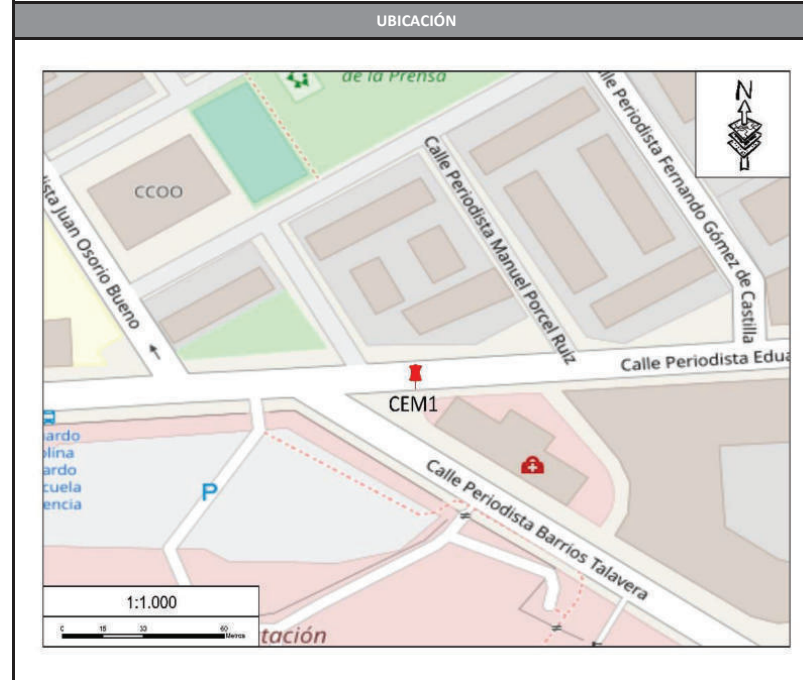 UBICACIÓN
de la Prensa
N
CCOO
Calle Periodista Manuel Porcel Ruiz
lle Periodista Fernando Gómez de Castilla
ista Juan Osorio Bueno
Calle Periodista Edua
CEM1
ardo
olina
ardo
cuela
encia
P
Calle Periodista Barrios Talavera
1:1.000
0 15 30 60
Metros
tación